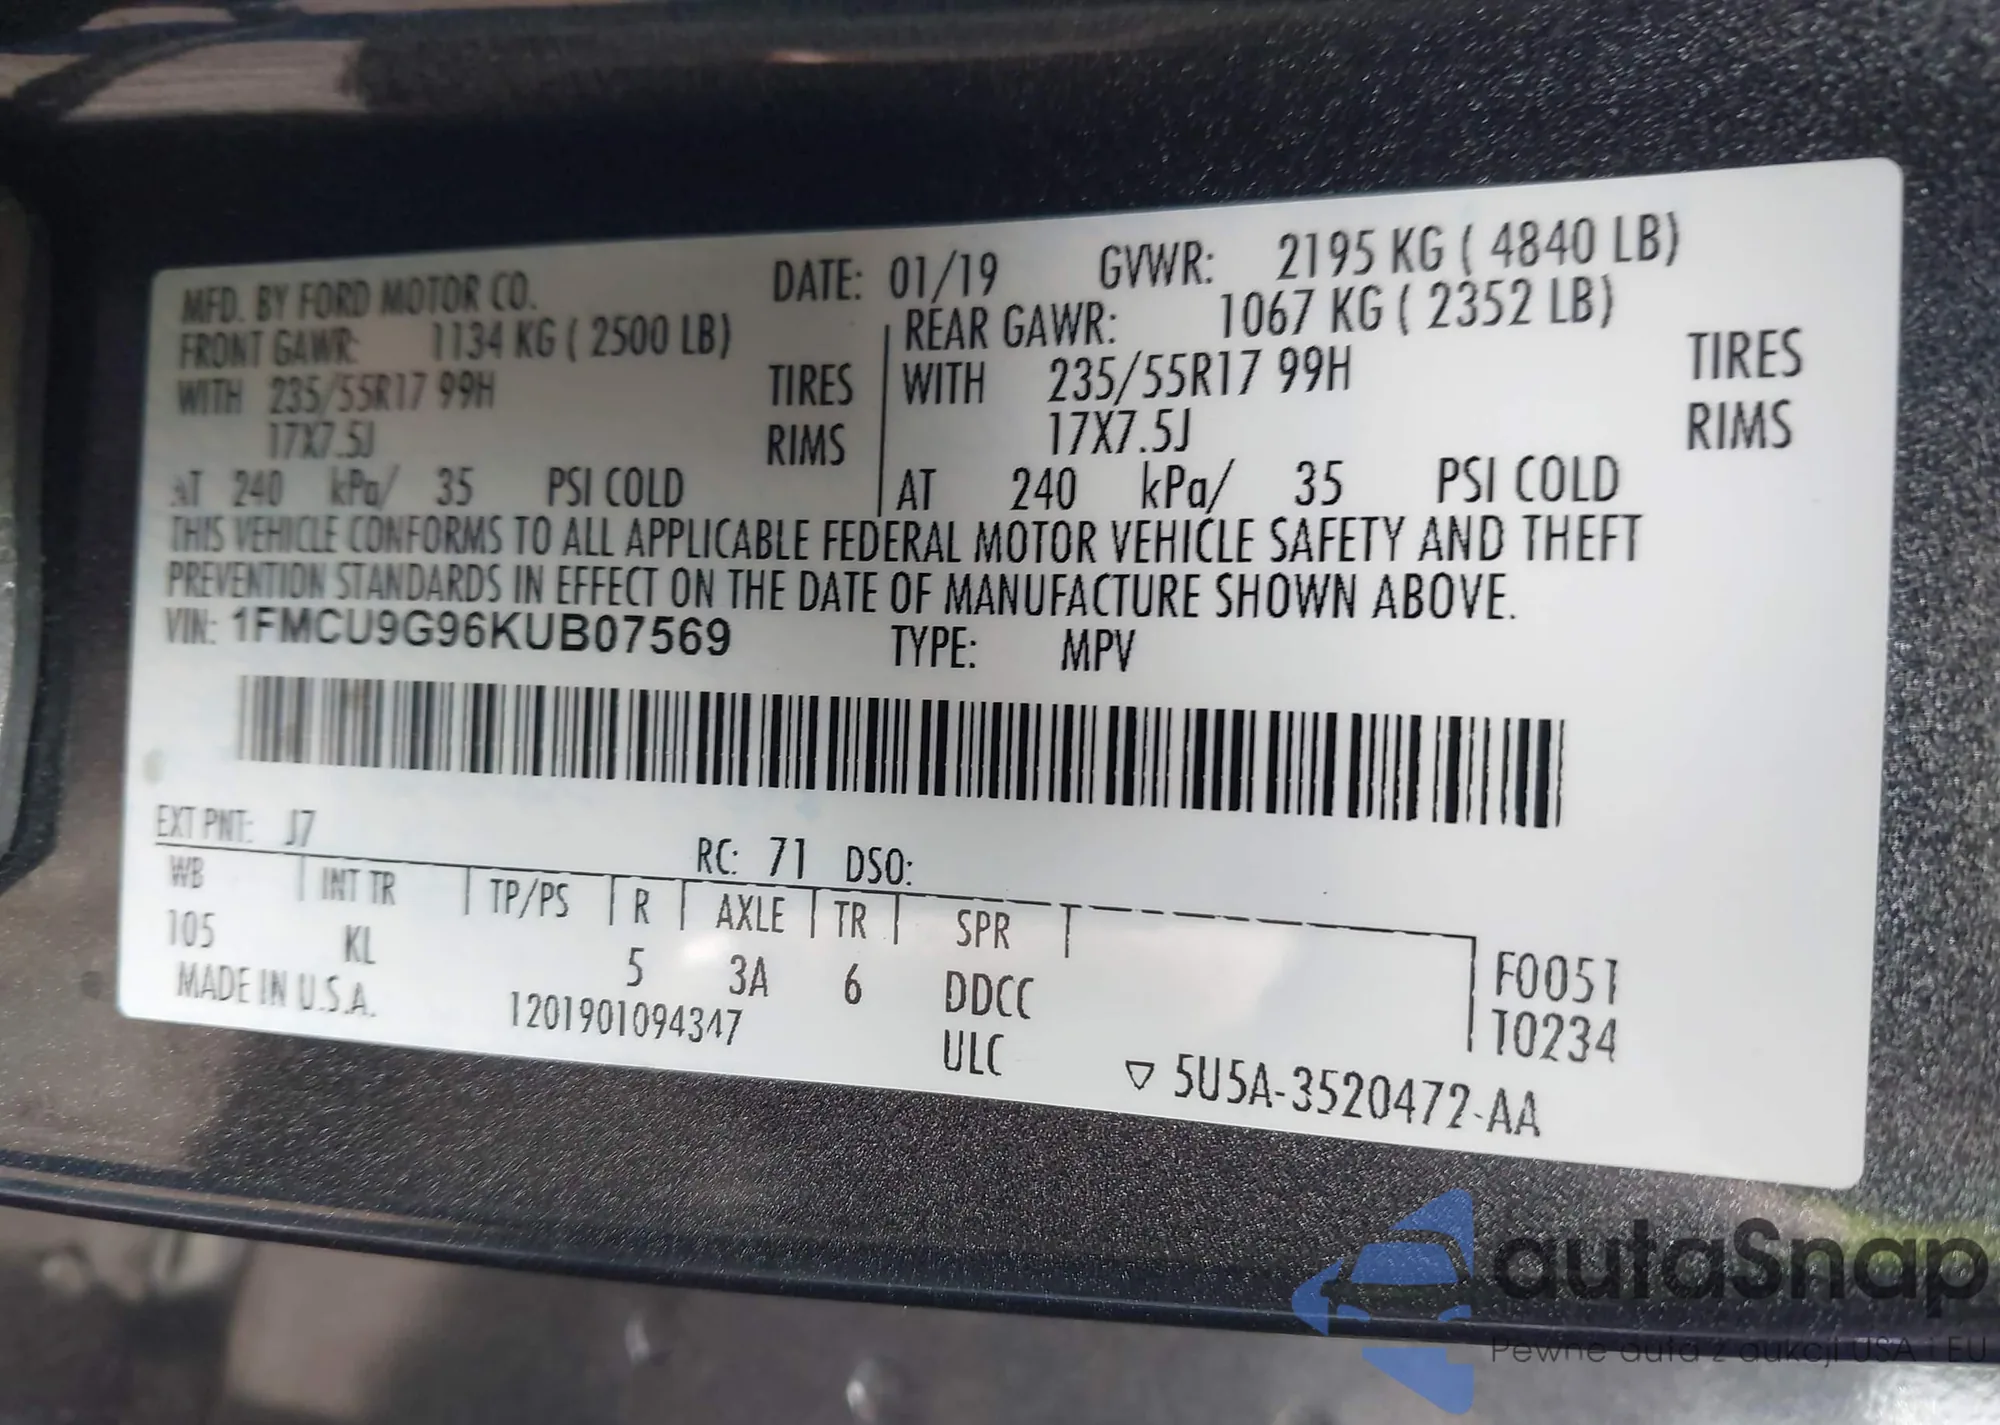 MFD. BY FORD MOTOR CO. DATE: 01/19 GVWR: 2195 KG ( 4840 LB)
FRONT GAWR: 1134 KG ( 2500 LB) REAR GAWR: 1067 KG ( 2352 LB)
WITH 235/55R17 99H TIRES WITH 235/55R17 99H TIRES
17X7.5J RIMS 17X7.5J RIMS
AT 240 kPa/ 35 PSI COLD AT 240 kPa/ 35 PSI COLD
THIS VEHICLE CONFORMS TO ALL APPLICABLE FEDERAL MOTOR VEHICLE SAFETY AND THEFT
PREVENTION STANDARDS IN EFFECT ON THE DATE OF MANUFACTURE SHOWN ABOVE.
VIN: 1FMCU9G96KUB07569 TYPE: MPV
EXT PNT: J7 RC: 71 DSO:
WB INT TR TP/PS R AXLE TR SPR
105 KL 5 3A 6 DDCC F0051
MADE IN U.S.A. 1201901094347 ULC T0234
5U5A-3520472-AA
autaSnap
Pewne auta z aukcji USA i EU